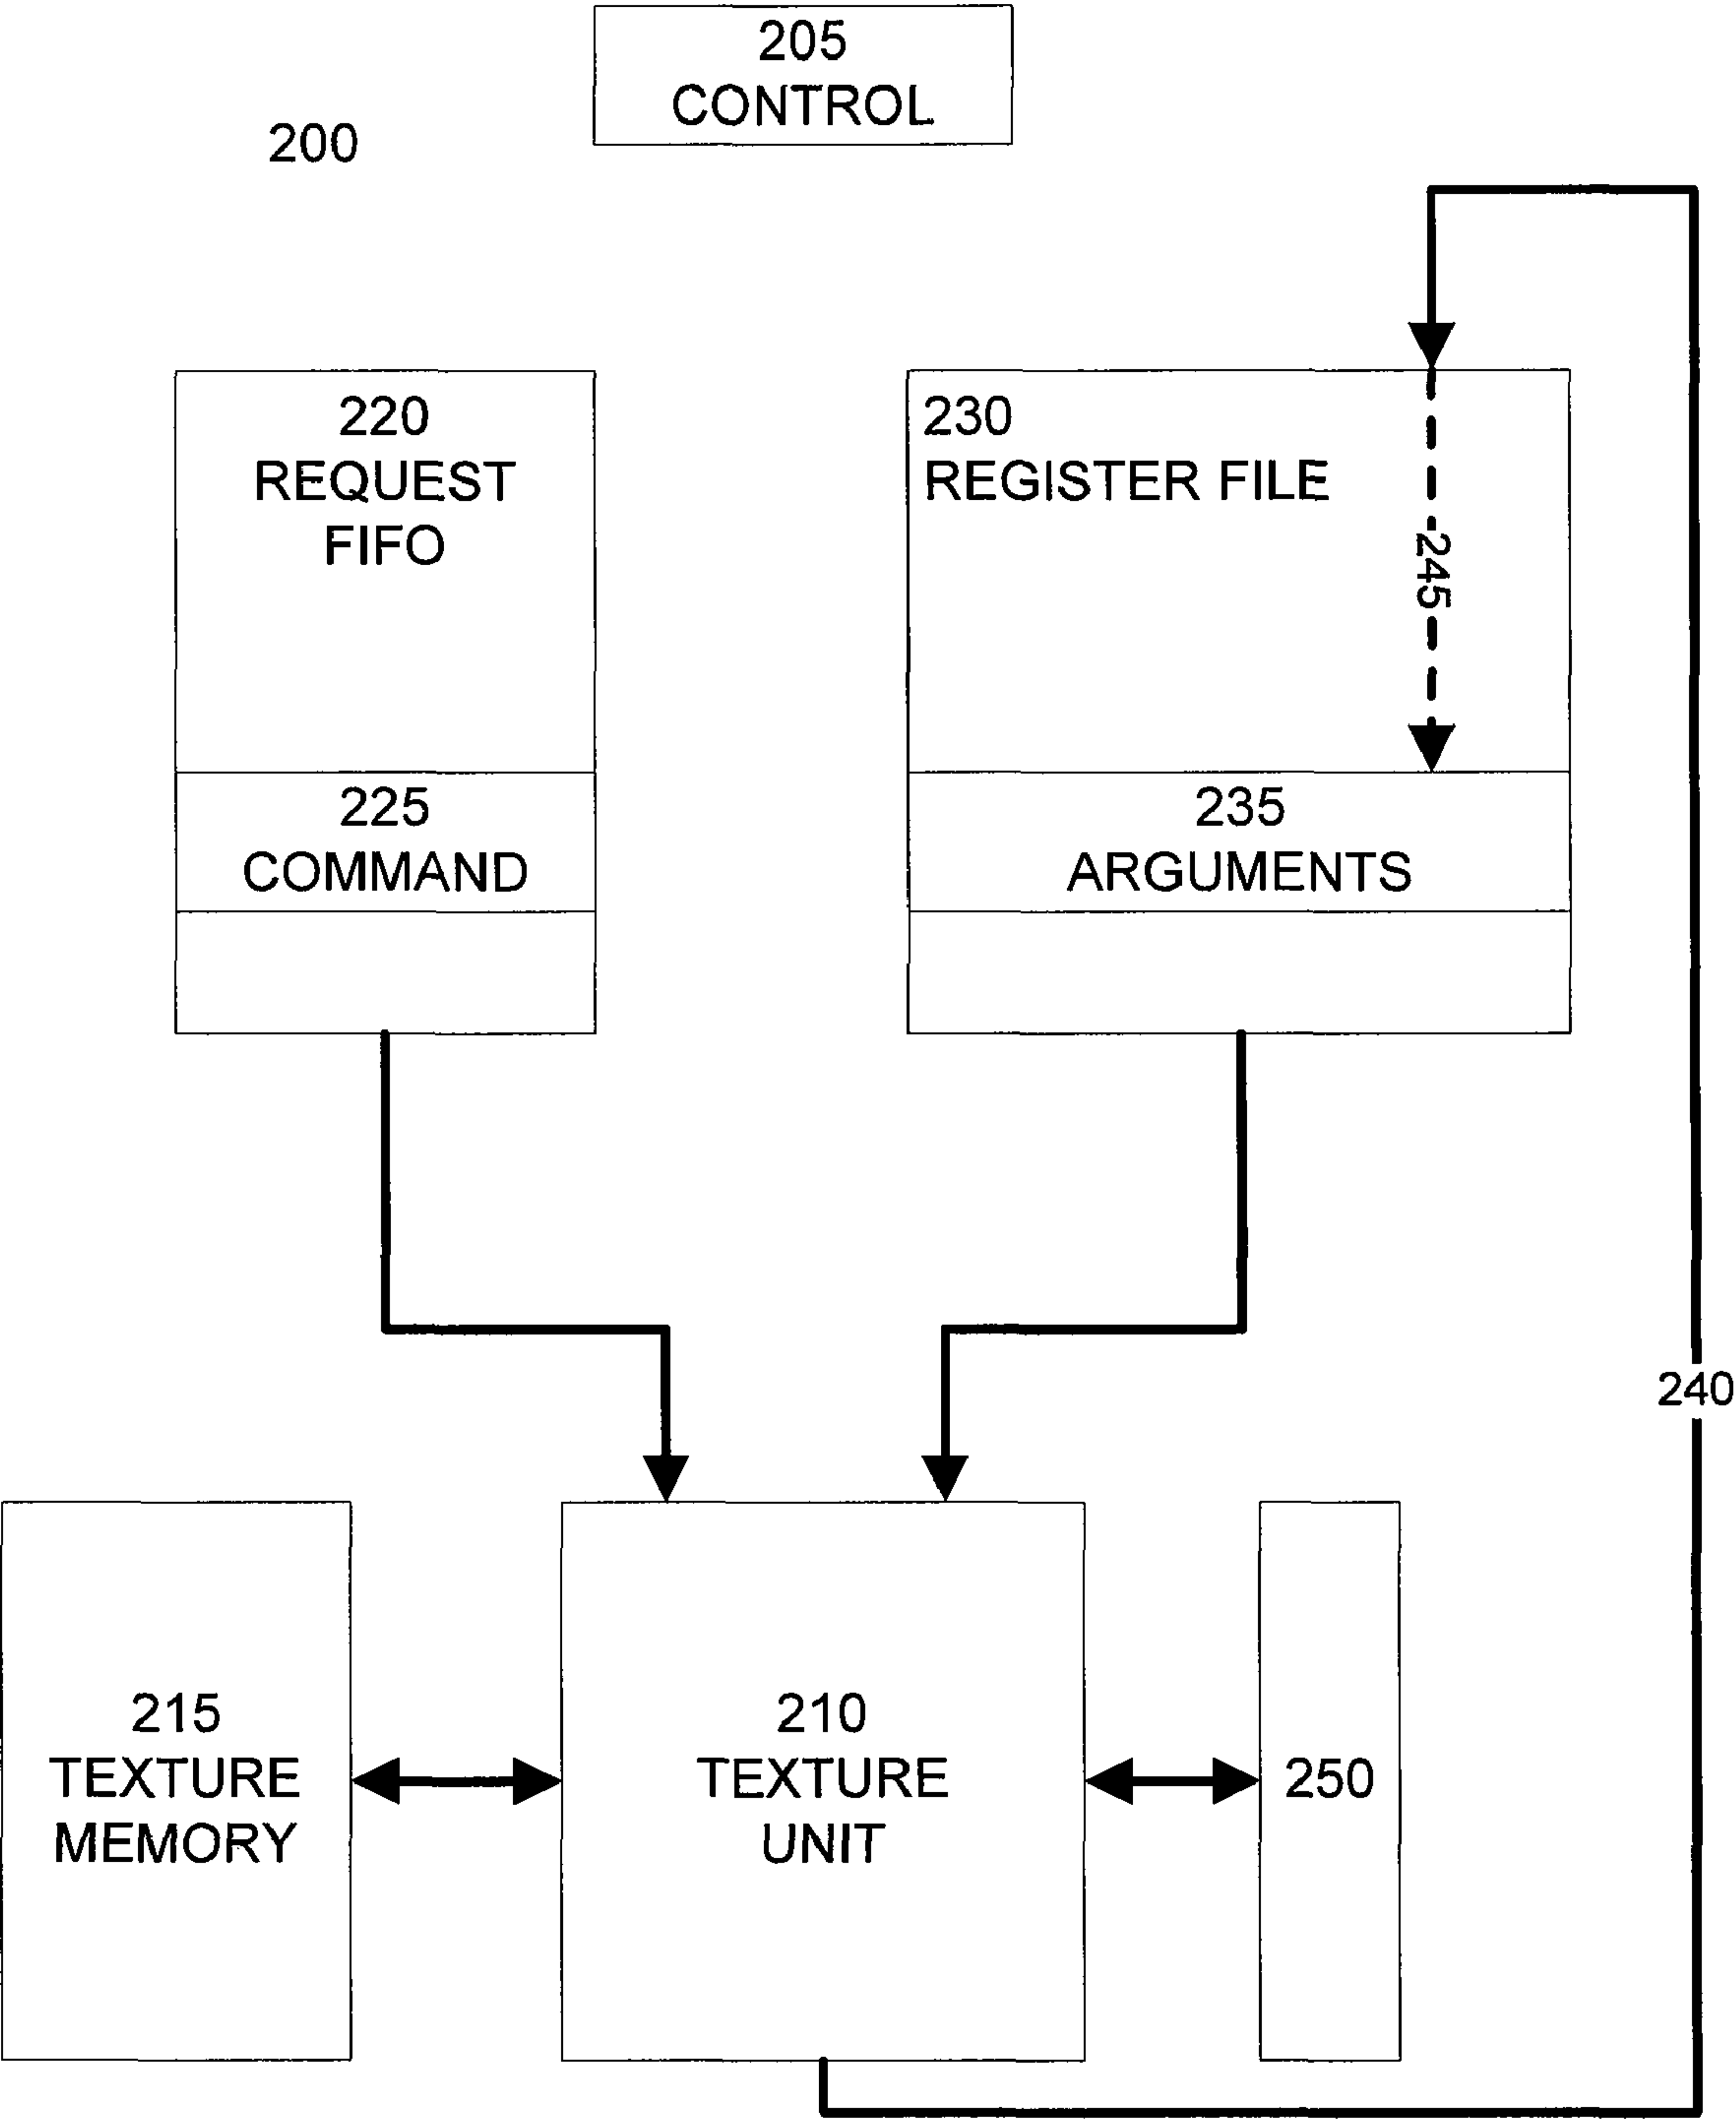 205
CONTROL
200
220
REQUEST
FIFO
230
REGISTER FILE
245
225
COMMAND
235
ARGUMENTS
240
215
TEXTURE
MEMORY
210
TEXTURE
UNIT
250